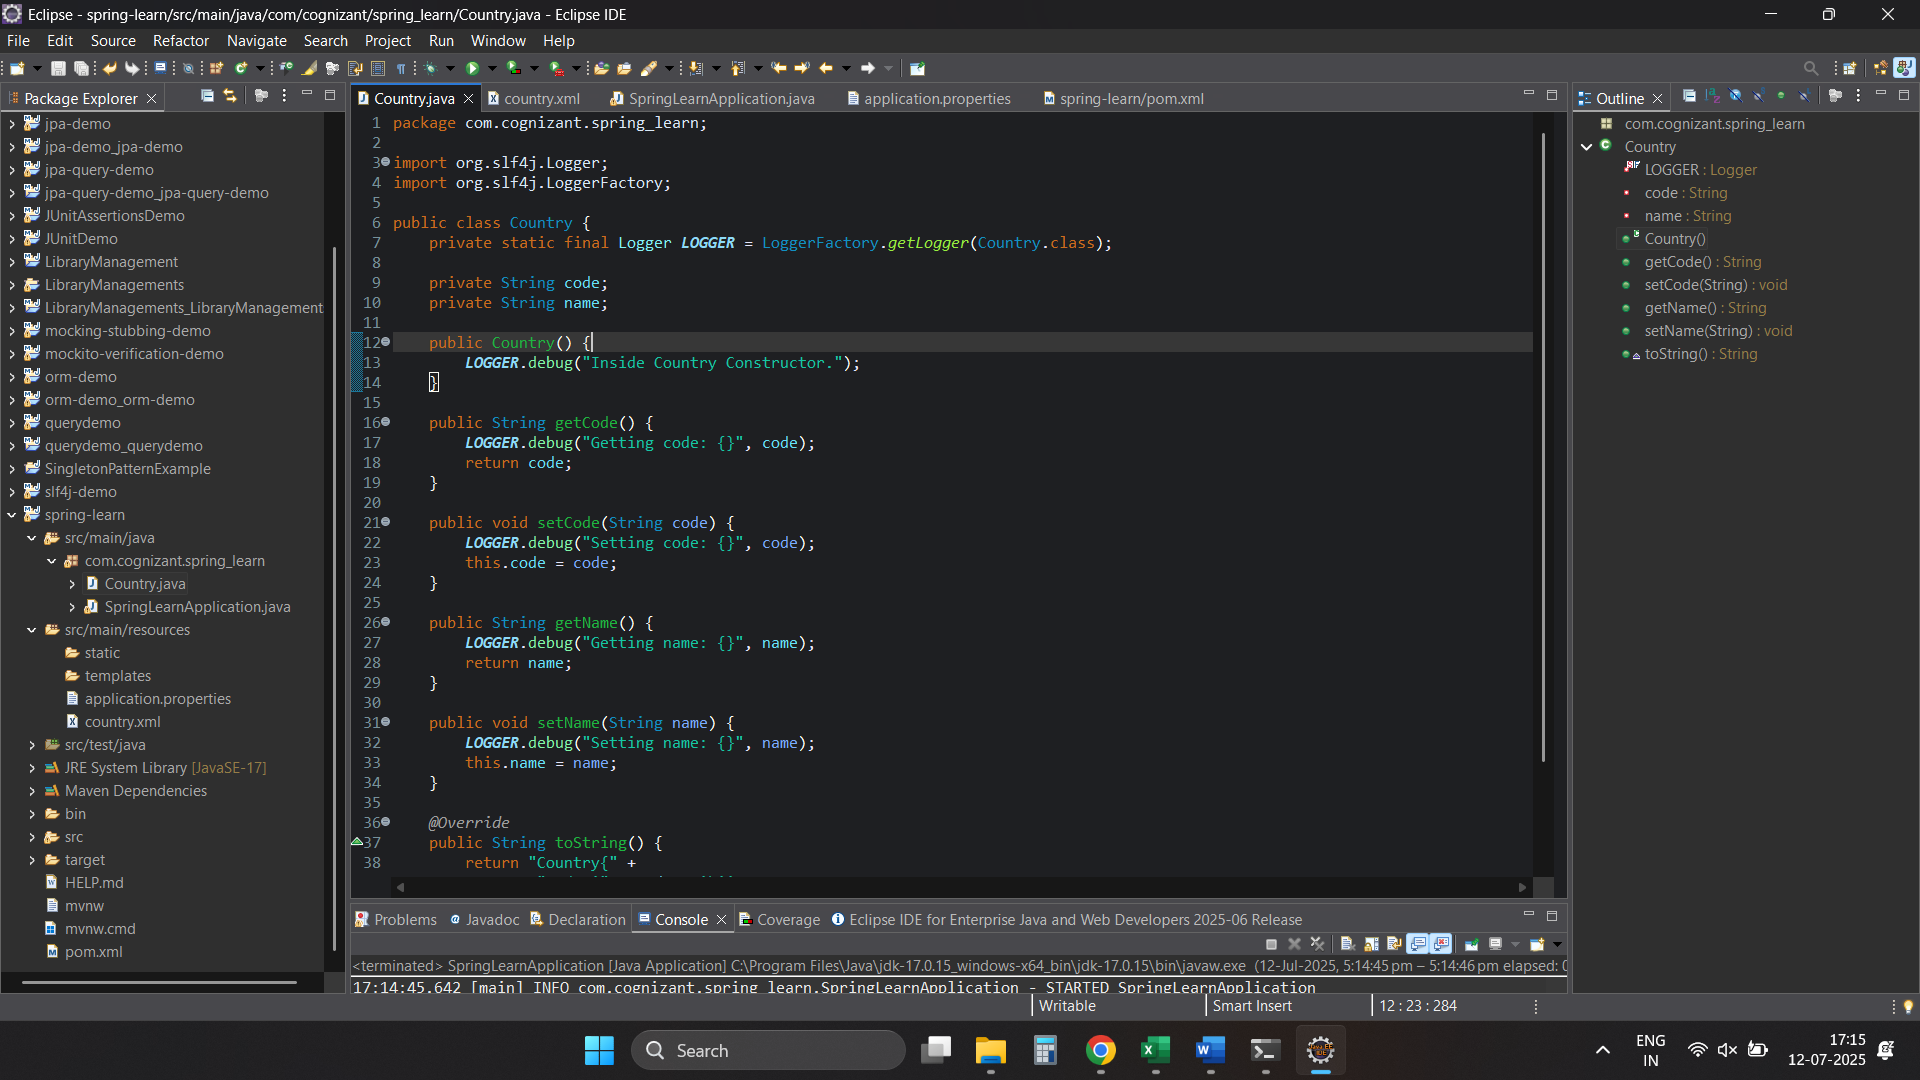 Eclipse - spring-learn/src/main/java/com/cognizant/spring_learn/Country.java - Eclipse IDE
File Edit Source Refactor Navigate Search Project Run Window Help
Package Explorer
jpa-demo
jpa-demo_jpa-demo
jpa-query-demo
jpa-query-demo_jpa-query-demo
JUnitAssertionsDemo
JUnitDemo
LibraryManagement
LibraryManagements
LibraryManagements_LibraryManagement
mocking-stubbing-demo
mockito-verification-demo
orm-demo
orm-demo_orm-demo
querydemo
querydemo_querydemo
SingletonPatternExample
slf4j-demo
spring-learn
src/main/java
com.cognizant.spring_learn
Country.java
SpringLearnApplication.java
src/main/resources
static
templates
application.properties
country.xml
src/test/java
JRE System Library [JavaSE-17]
Maven Dependencies
bin
src
target
HELP.md
mvnw
mvnw.cmd
pom.xml
Country.java country.xml SpringLearnApplication.java application.properties spring-learn/pom.xml
1 package com.cognizant.spring_learn;
2
3 import org.slf4j.Logger;
4 import org.slf4j.LoggerFactory;
5
6 public class Country {
7 private static final Logger LOGGER = LoggerFactory.getLogger(Country.class);
8
9 private String code;
10 private String name;
11
12 public Country() {
13 LOGGER.debug("Inside Country Constructor.");
14 }
15
16 public String getCode() {
17 LOGGER.debug("Getting code: {}", code);
18 return code;
19 }
20
21 public void setCode(String code) {
22 LOGGER.debug("Setting code: {}", code);
23 this.code = code;
24 }
25
26 public String getName() {
27 LOGGER.debug("Getting name: {}", name);
28 return name;
29 }
30
31 public void setName(String name) {
32 LOGGER.debug("Setting name: {}", name);
33 this.name = name;
34 }
35
36 @Override
37 public String toString() {
38 return "Country{" +
Outline
com.cognizant.spring_learn
Country
LOGGER : Logger
code : String
name : String
Country()
getCode() : String
setCode(String) : void
getName() : String
setName(String) : void
toString() : String
Problems Javadoc Declaration Console Coverage Eclipse IDE for Enterprise Java and Web Developers 2025-06 Release
<terminated> SpringLearnApplication [Java Application] C:\Program Files\Java\jdk-17.0.15_windows-x64_bin\jdk-17.0.15\bin\javaw.exe (12-Jul-2025, 5:14:45 pm – 5:14:46 pm elapsed: 0
17:14:45.642 [main] INFO com.cognizant.spring_learn.SpringLearnApplication - STARTED SpringLearnApplication
Writable Smart Insert 12 : 23 : 284
Search
ENG
IN
17:15
12-07-2025